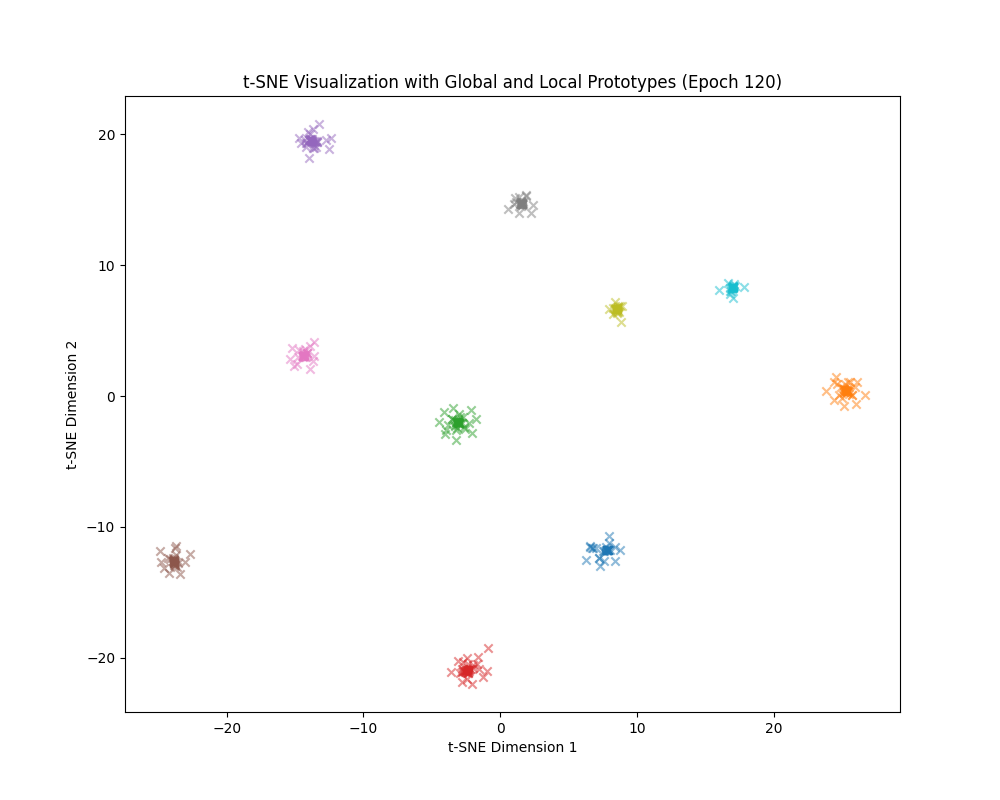 t-SNE Visualization with Global and Local Prototypes (Epoch 120)
20
10
0
−10
−20
t-SNE Dimension 2
−20 −10 0 10 20
t-SNE Dimension 1